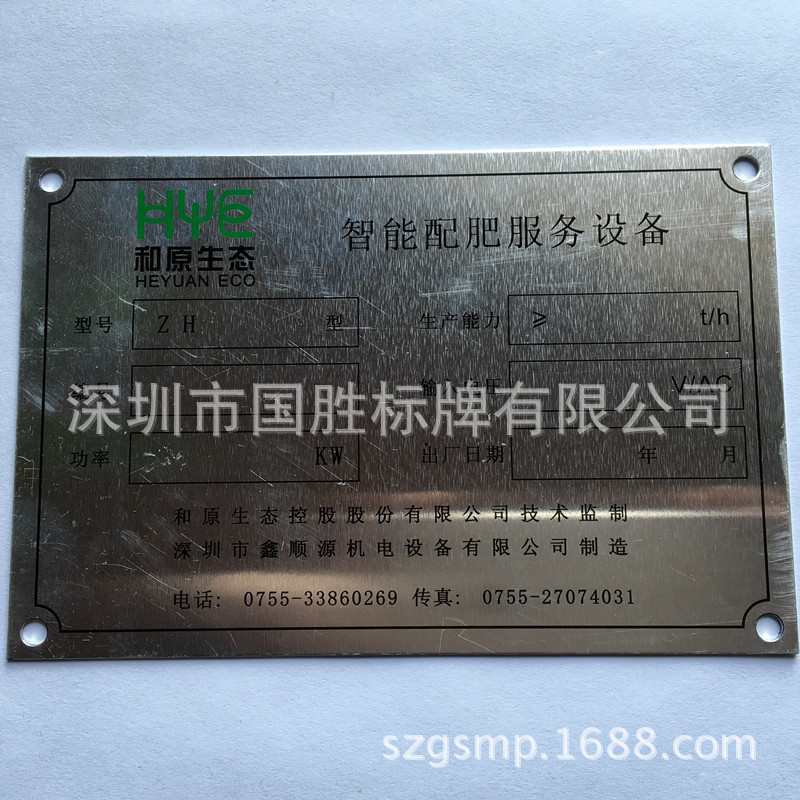 HYE
和原生态
HEYUAN ECO
智能配肥服务设备
型号 ZH 型 生产能力 ≥ t/h
输入电压 V/AC
深圳市国胜标牌有限公司
功率 KW 出厂日期 年 月
和原生态控股股份有限公司技术监制
深圳市鑫顺源机电设备有限公司制造
电话: 0755-33860269 传真: 0755-27074031
szgsmp.1688.com